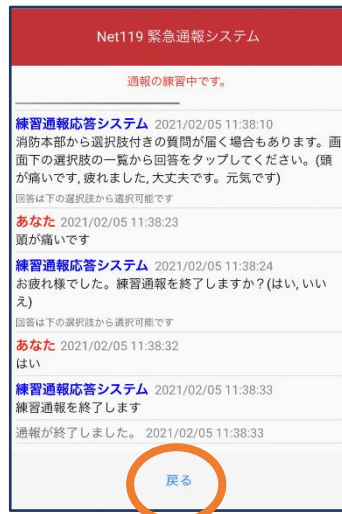 Net119 緊急通報システム
通報の練習中です。
練習通報応答システム 2021/02/05 11:38:10
消防本部から選択肢付きの質問が届く場合もあります。画
面下の選択肢の一覧から回答をタップしてください。(頭
が痛いです, 疲れました, 大丈夫です。元気です)
回答は下の選択肢から選択可能です
あなた 2021/02/05 11:38:23
頭が痛いです
練習通報応答システム 2021/02/05 11:38:24
お疲れ様でした。練習通報を終了しますか？(はい, いい
え)
回答は下の選択肢から選択可能です
あなた 2021/02/05 11:38:32
はい
練習通報応答システム 2021/02/05 11:38:33
練習通報を終了します
通報が終了しました。 2021/02/05 11:38:33
戻る